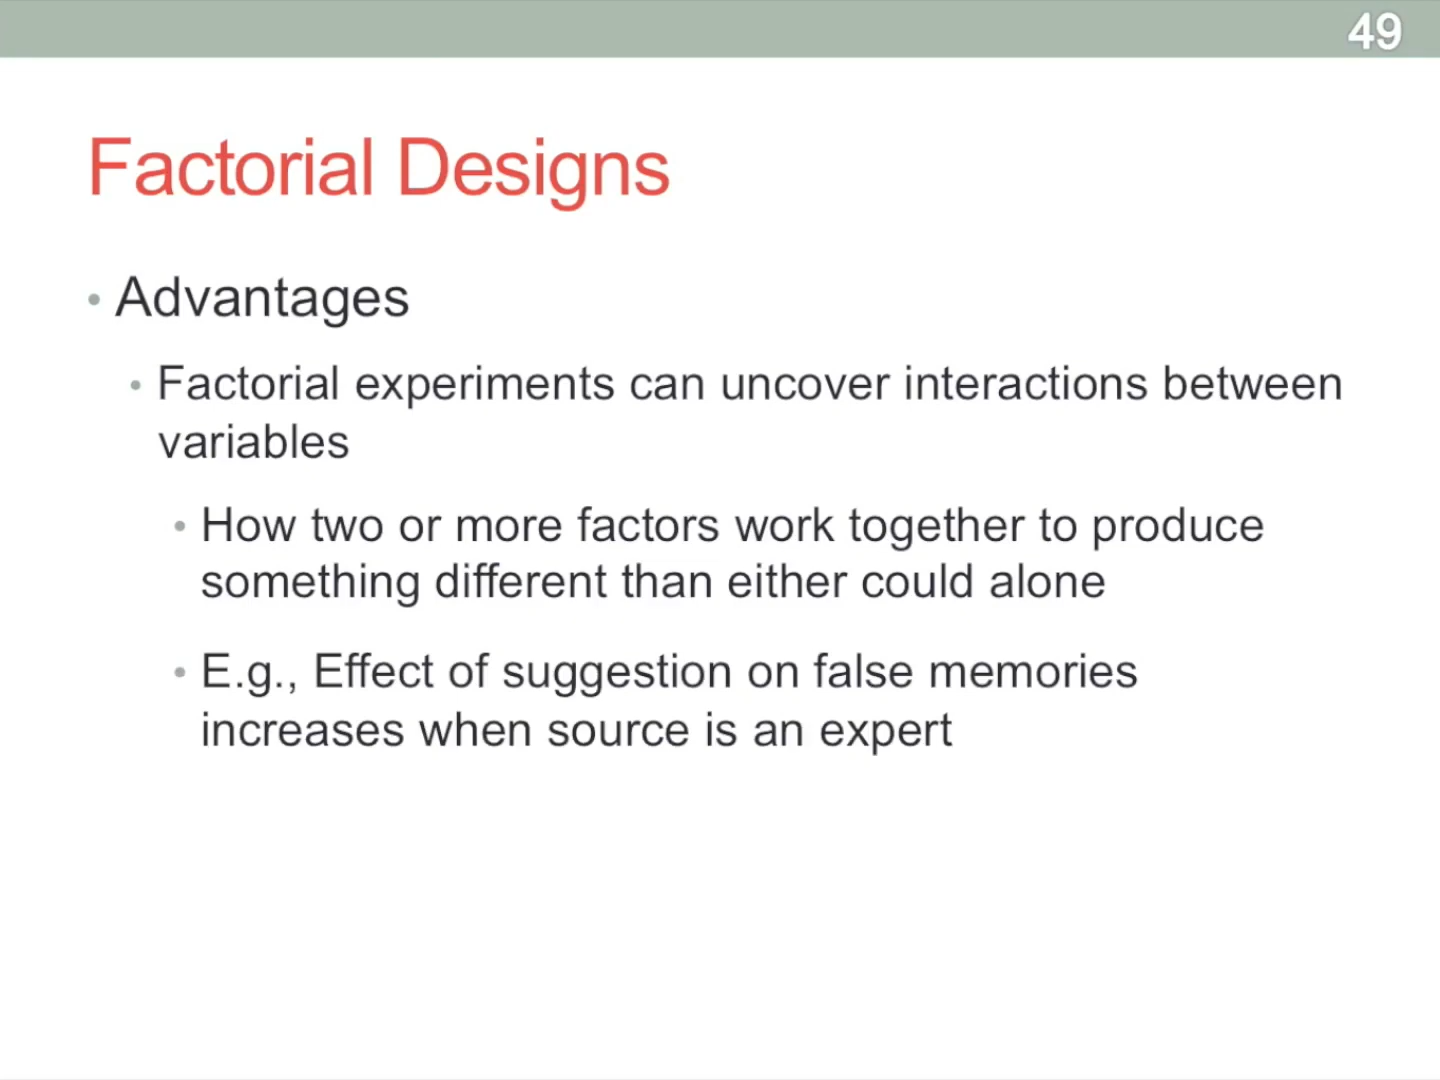 49
Factorial Designs
• Advantages
• Factorial experiments can uncover interactions between
variables
• How two or more factors work together to produce
something different than either could alone
• E.g., Effect of suggestion on false memories
increases when source is an expert